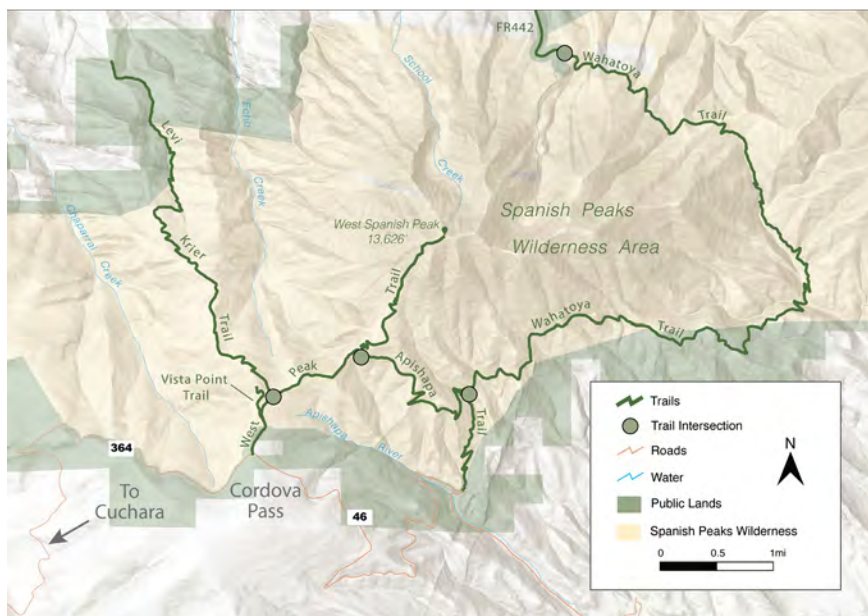 FR442
Wahatoya
Trail
School
Creek
Echo
Creek
Levi
Krier
Trail
Chaparral
Creek
West Spanish Peak
13,626'
Spanish Peaks
Wilderness Area
Trail
Wahatoya
Trail
Peak
Apishapa
Trail
Vista Point
Trail
West
Apishapa
River
364
To
Cuchara
Cordova
Pass
46
Trails
Trail Intersection
Roads
Water
Public Lands
Spanish Peaks Wilderness
N
0 0.5 1mi